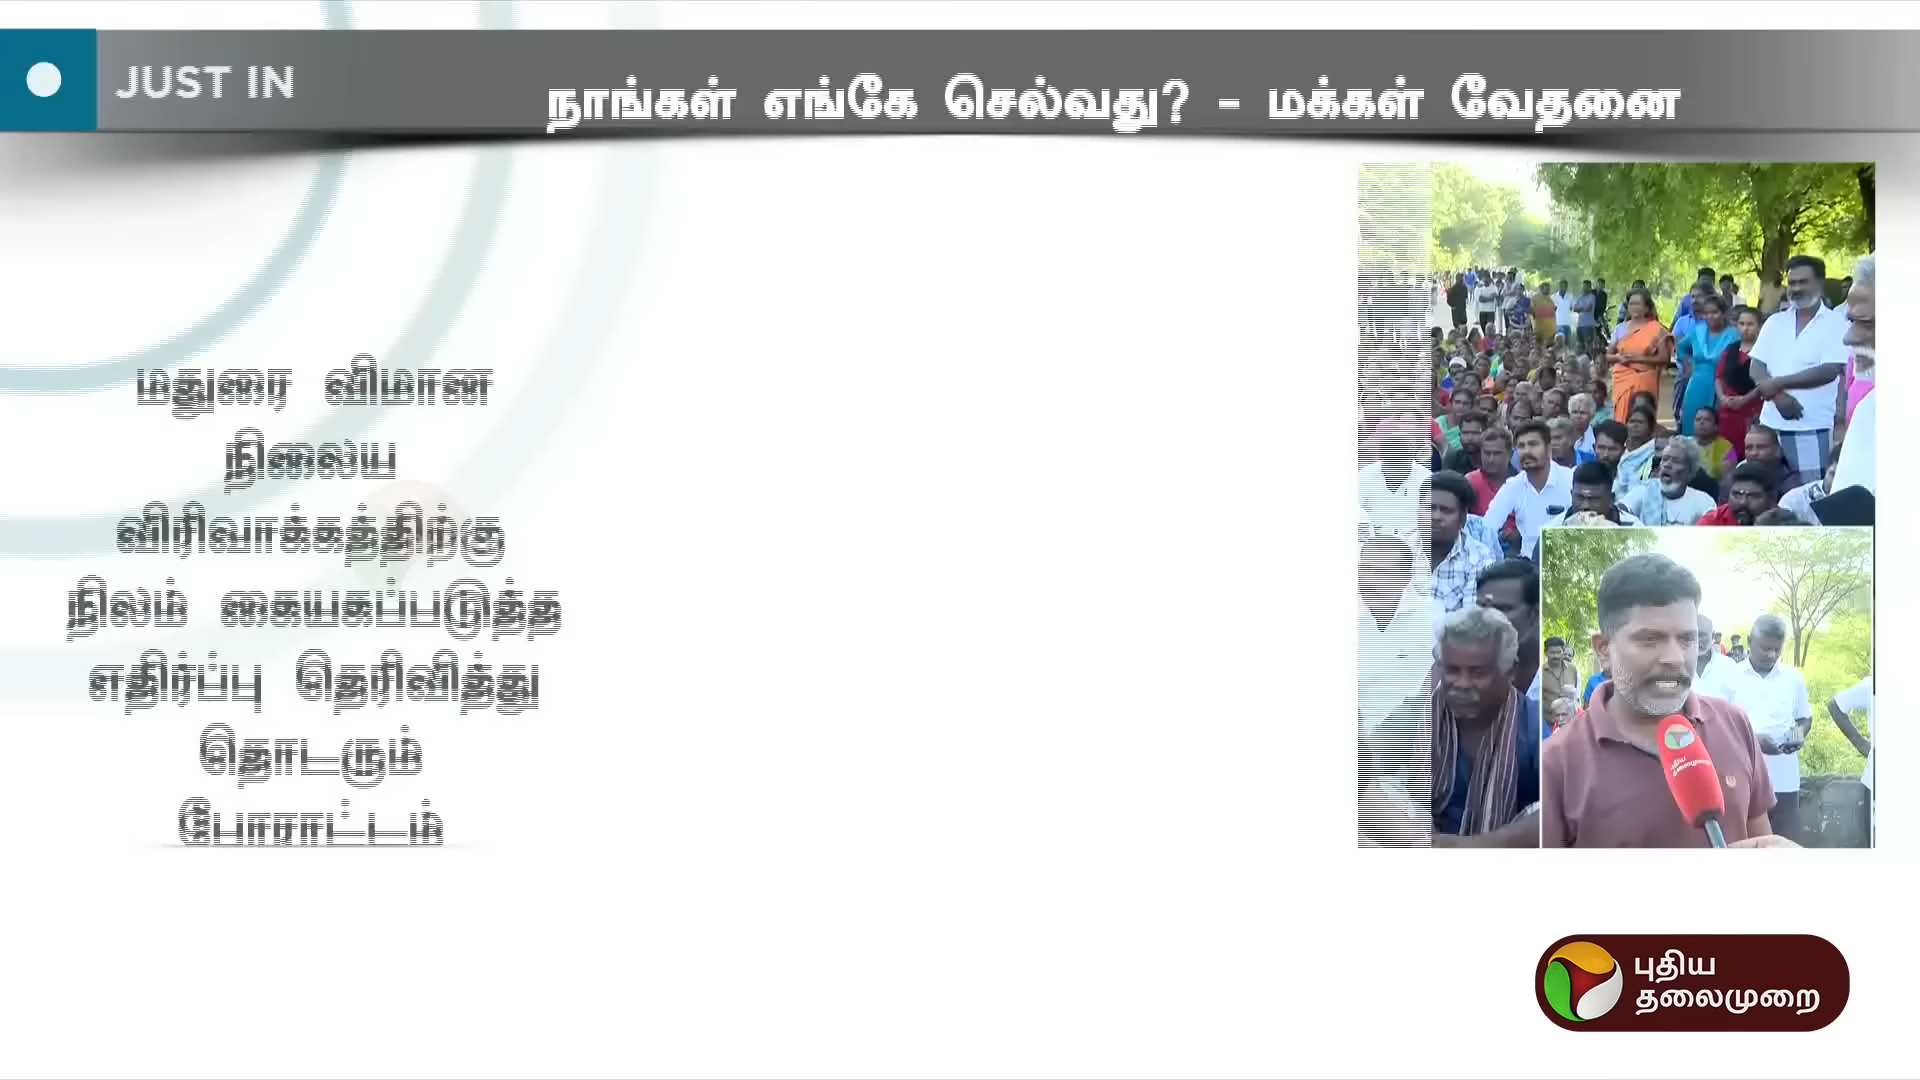 JUST IN
நாங்கள் எங்கே செல்வது? - மக்கள் வேதனை
மதுரை விமான
நிலைய
விரிவாக்கத்திற்கு
நிலம் கையகப்படுத்த
எதிர்ப்பு தெரிவித்து
தொடரும்
போராட்டம்
புதிய
தலைமுறை